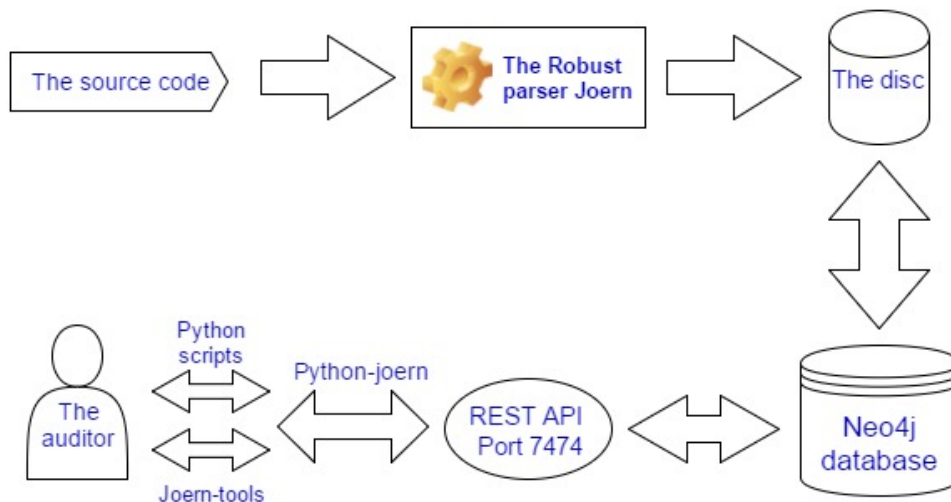 The source code
The Robust
parser Joern
The disc
Python
scripts
Python-joern
The
auditor
REST API
Port 7474
Neo4j
database
Joern-tools